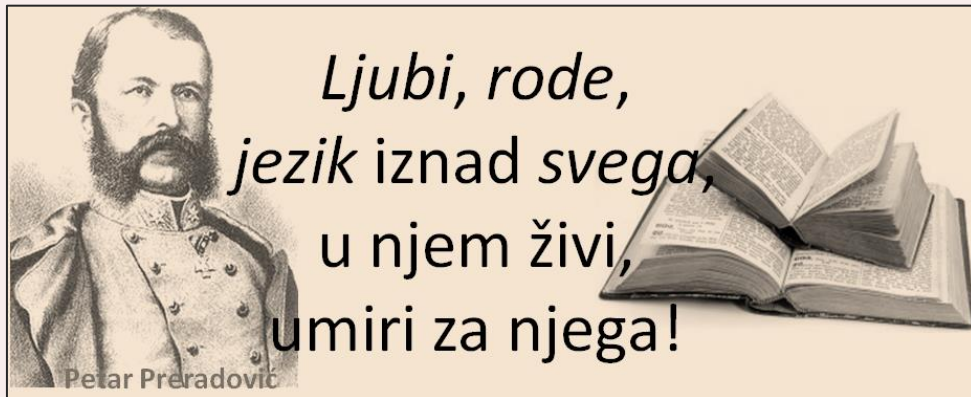 Ljubi, rode,
jezik iznad svega,
u njem živi,
umiri za njega!
Petar Preradović